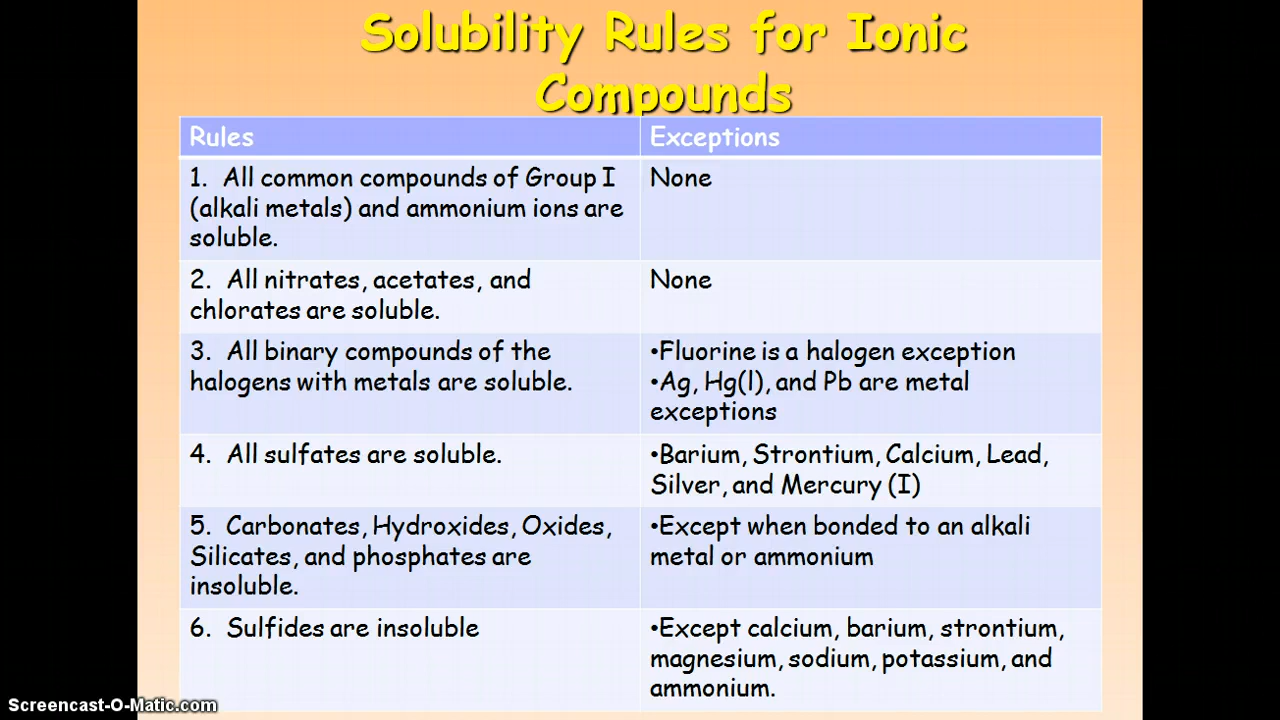 Solubility Rules for Ionic
Compounds
Rules
Exceptions
1. All common compounds of Group I
(alkali metals) and ammonium ions are
soluble.
None
2. All nitrates, acetates, and
chlorates are soluble.
None
3. All binary compounds of the
halogens with metals are soluble.
•Fluorine is a halogen exception
•Ag, Hg(l), and Pb are metal
exceptions
4. All sulfates are soluble.
•Barium, Strontium, Calcium, Lead,
Silver, and Mercury (I)
5. Carbonates, Hydroxides, Oxides,
Silicates, and phosphates are
insoluble.
•Except when bonded to an alkali
metal or ammonium
6. Sulfides are insoluble
•Except calcium, barium, strontium,
magnesium, sodium, potassium, and
ammonium.
Screencast-O-Matic.com